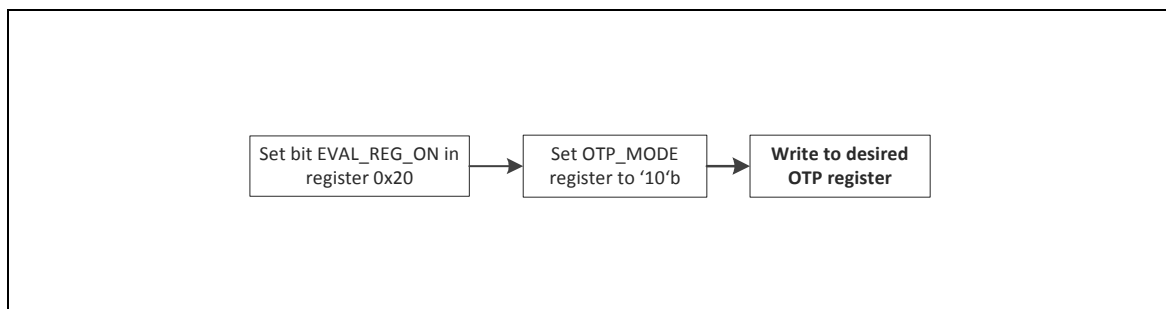 Set bit EVAL_REG_ON in
register 0x20
Set OTP_MODE
register to ‘10‘b
Write to desired
OTP register